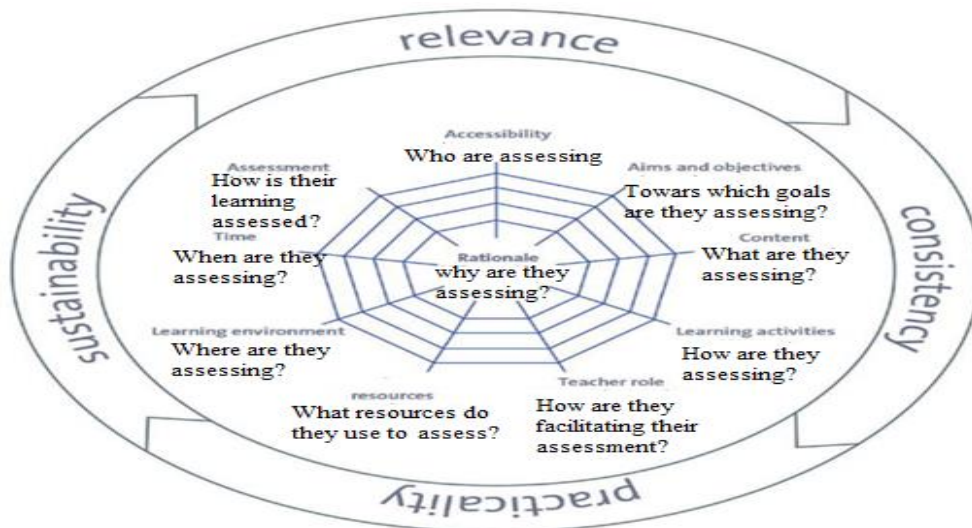 relevance
Accessibility
Who are assessing
Assessment
How is their
learning
assessed?
Aims and objectives
Towars which goals
are they assessing?
Time
When are they
assessing?
Content
What are they
assessing?
Rationale
why are they
assessing?
Learning environment
Where are they
assessing?
Learning activities
How are they
assessing?
resources
What resources do
they use to assess?
Teacher role
How are they
facilitating their
assessment?
sustainability
consistency
practicality